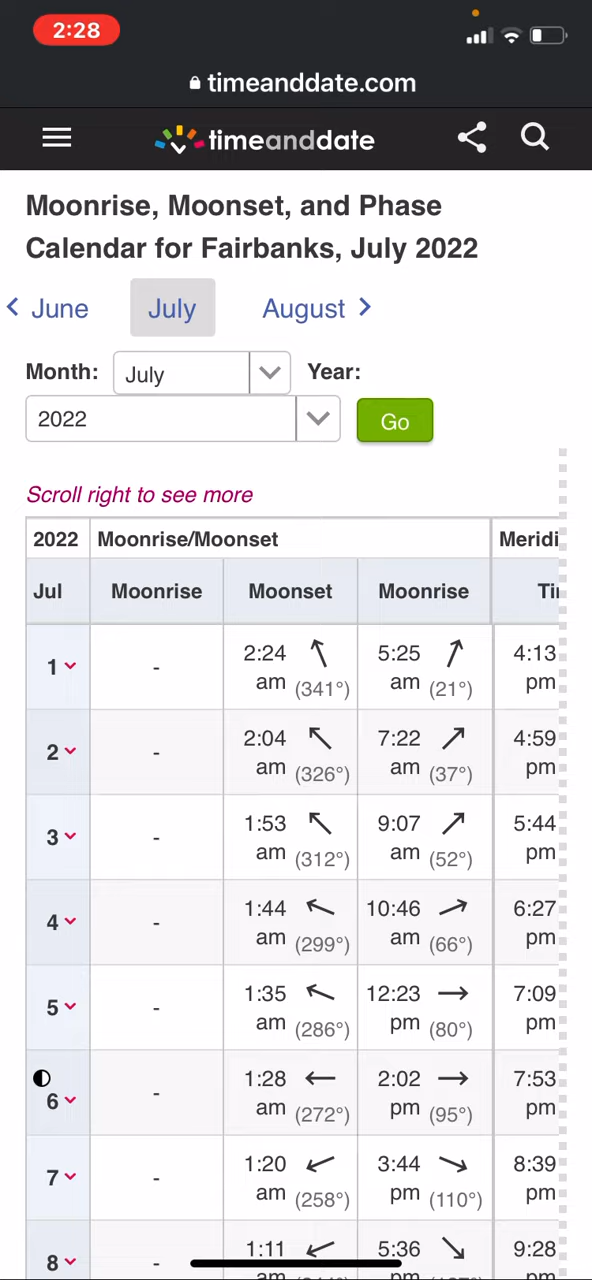 2:28
timeanddate.com
timeanddate
Moonrise, Moonset, and Phase
Calendar for Fairbanks, July 2022
June July August
Month: July Year:
2022 Go
Scroll right to see more
2022 Moonrise/Moonset Meridi
Jul Moonrise Moonset Moonrise Ti
1 - 2:24 am (341°) 5:25 am (21°) 4:13 pm
2 - 2:04 am (326°) 7:22 am (37°) 4:59 pm
3 - 1:53 am (312°) 9:07 am (52°) 5:44 pm
4 - 1:44 am (299°) 10:46 am (66°) 6:27 pm
5 - 1:35 am (286°) 12:23 pm (80°) 7:09 pm
6 - 1:28 am (272°) 2:02 pm (95°) 7:53 pm
7 - 1:20 am (258°) 3:44 pm (110°) 8:39 pm
8 - 1:11 am 5:36 pm 9:28 pm